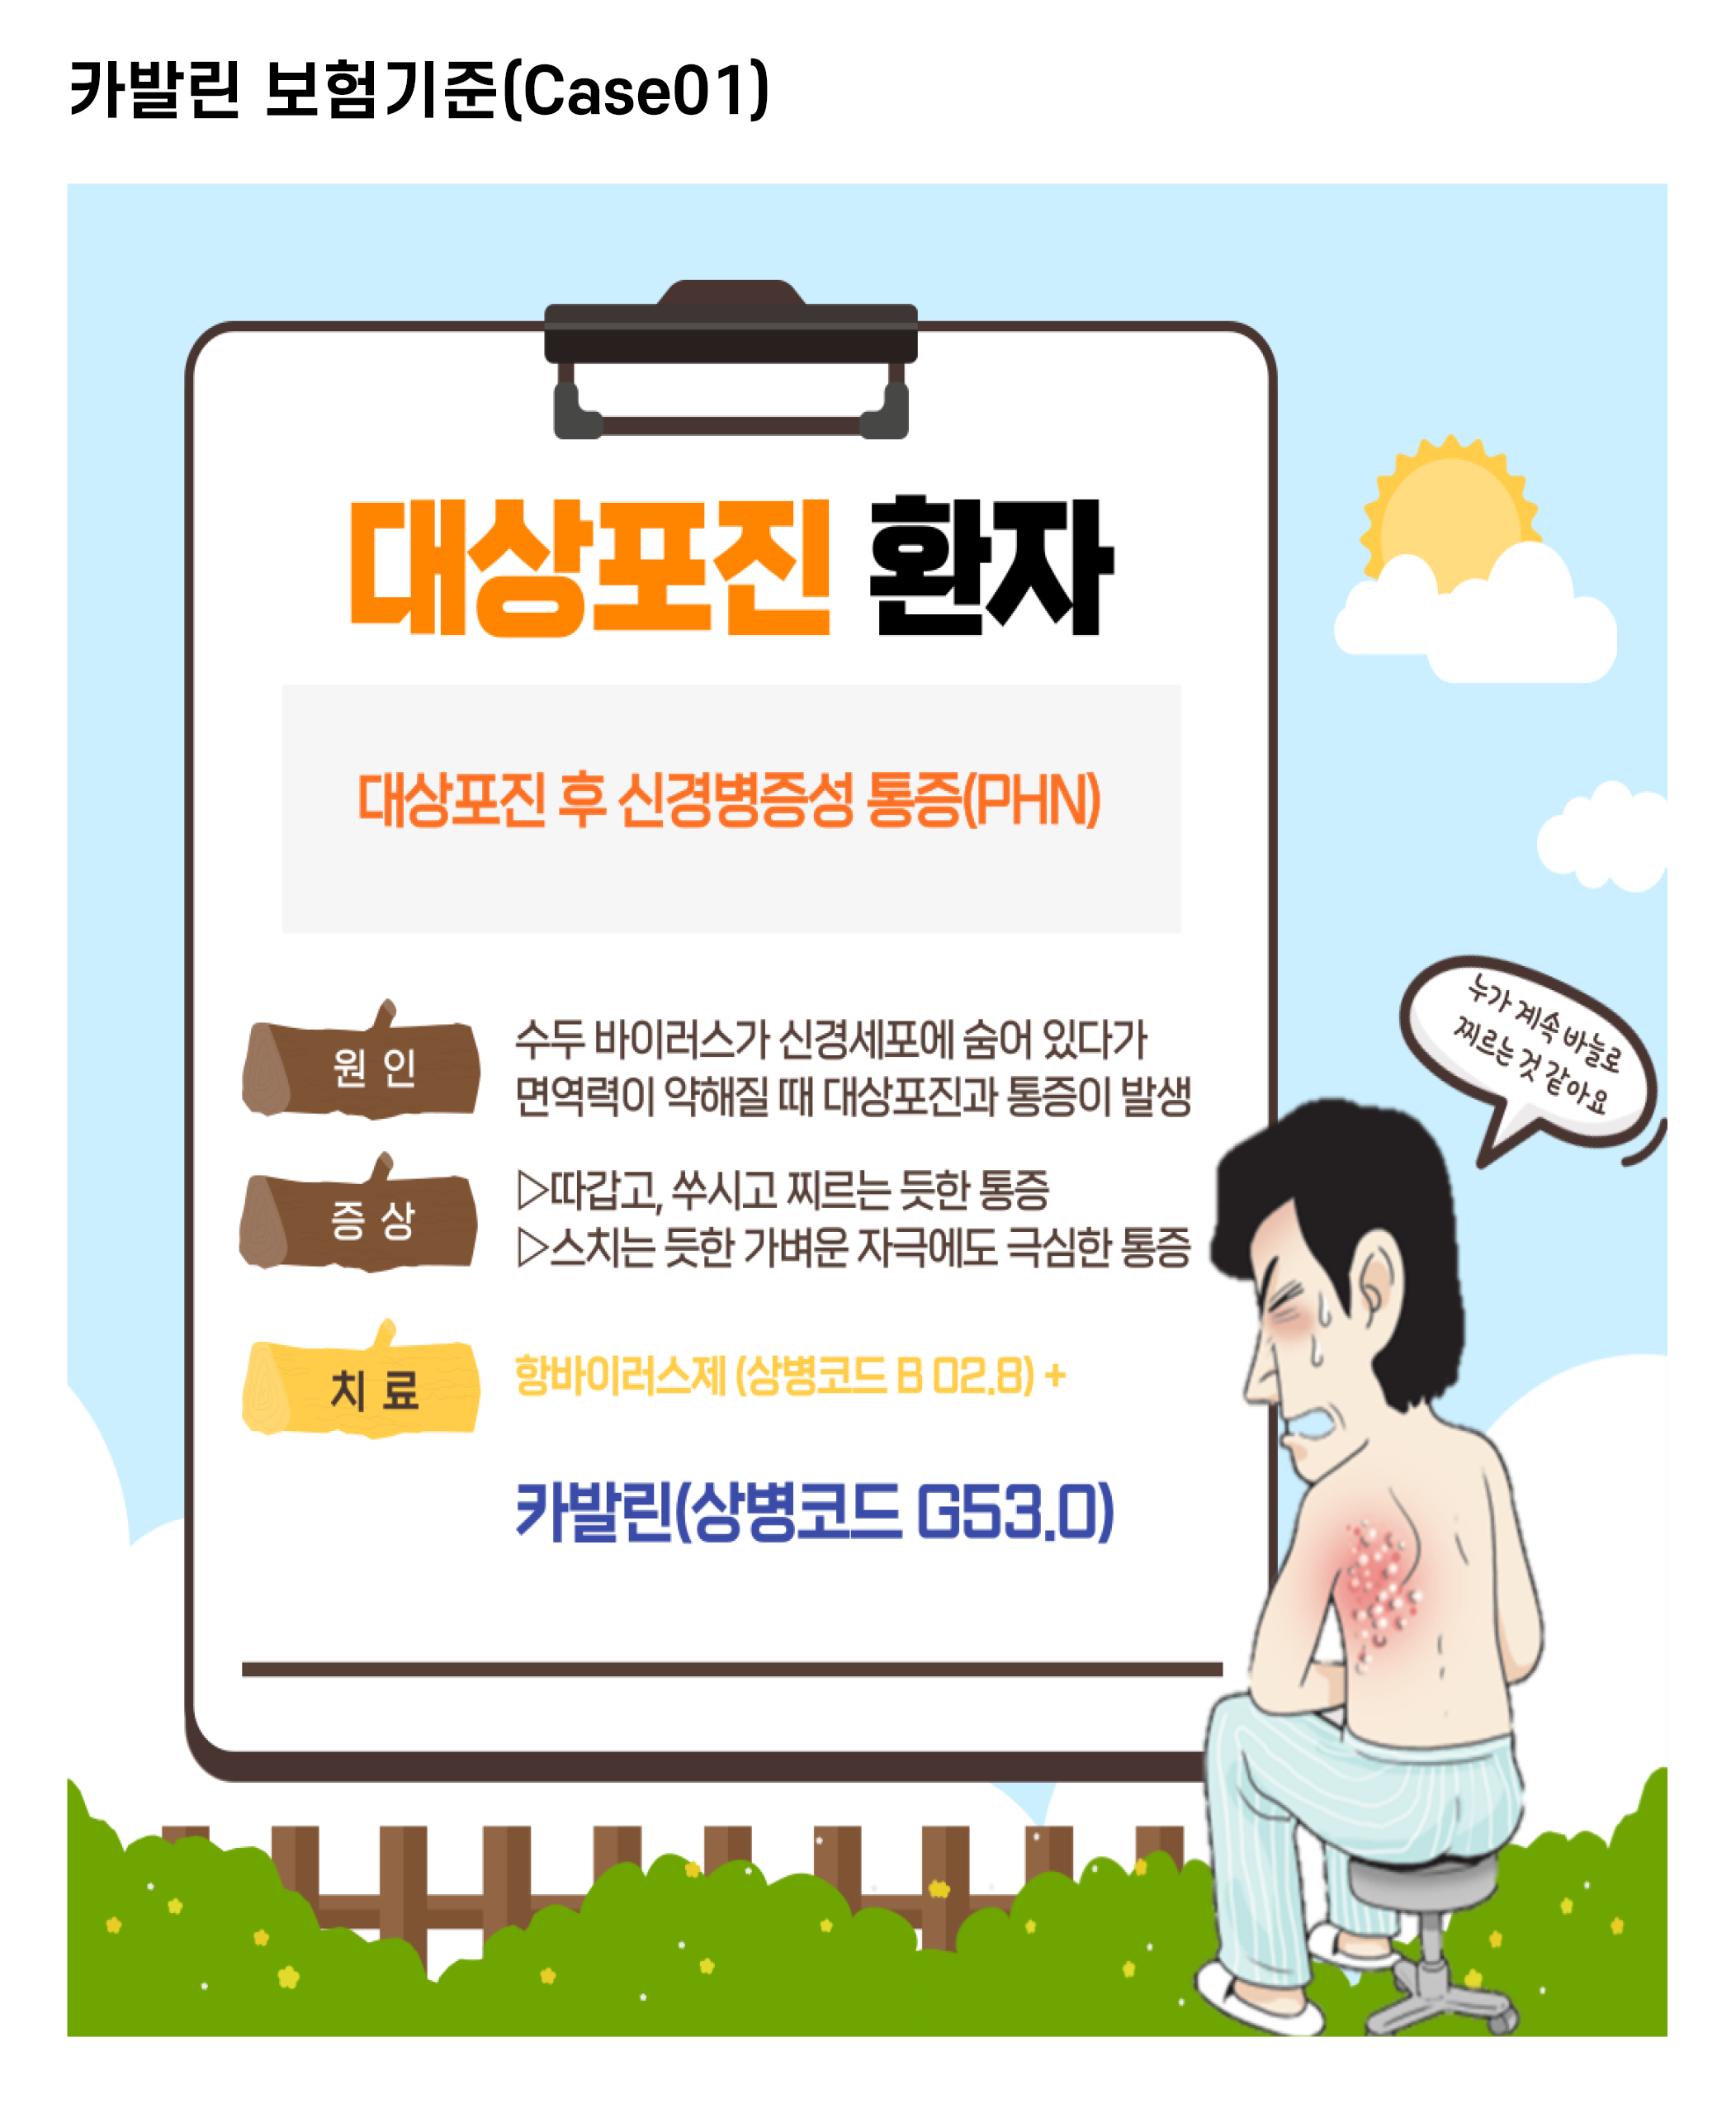 카발린 보험기준(Case01)
대상포진 환자
대상포진 후 신경병증성 통증(PHN)
원 인
수두 바이러스가 신경세포에 숨어 있다가
면역력이 약해질 때 대상포진과 통증이 발생
증 상
▷따갑고, 쑤시고 찌르는 듯한 통증
▷스치는 듯한 가벼운 자극에도 극심한 통증
치 료
항바이러스제 (상병코드 B 02.8) +
카발린(상병코드 G53.0)
누가 계속 바늘로
찌르는 것 같아요